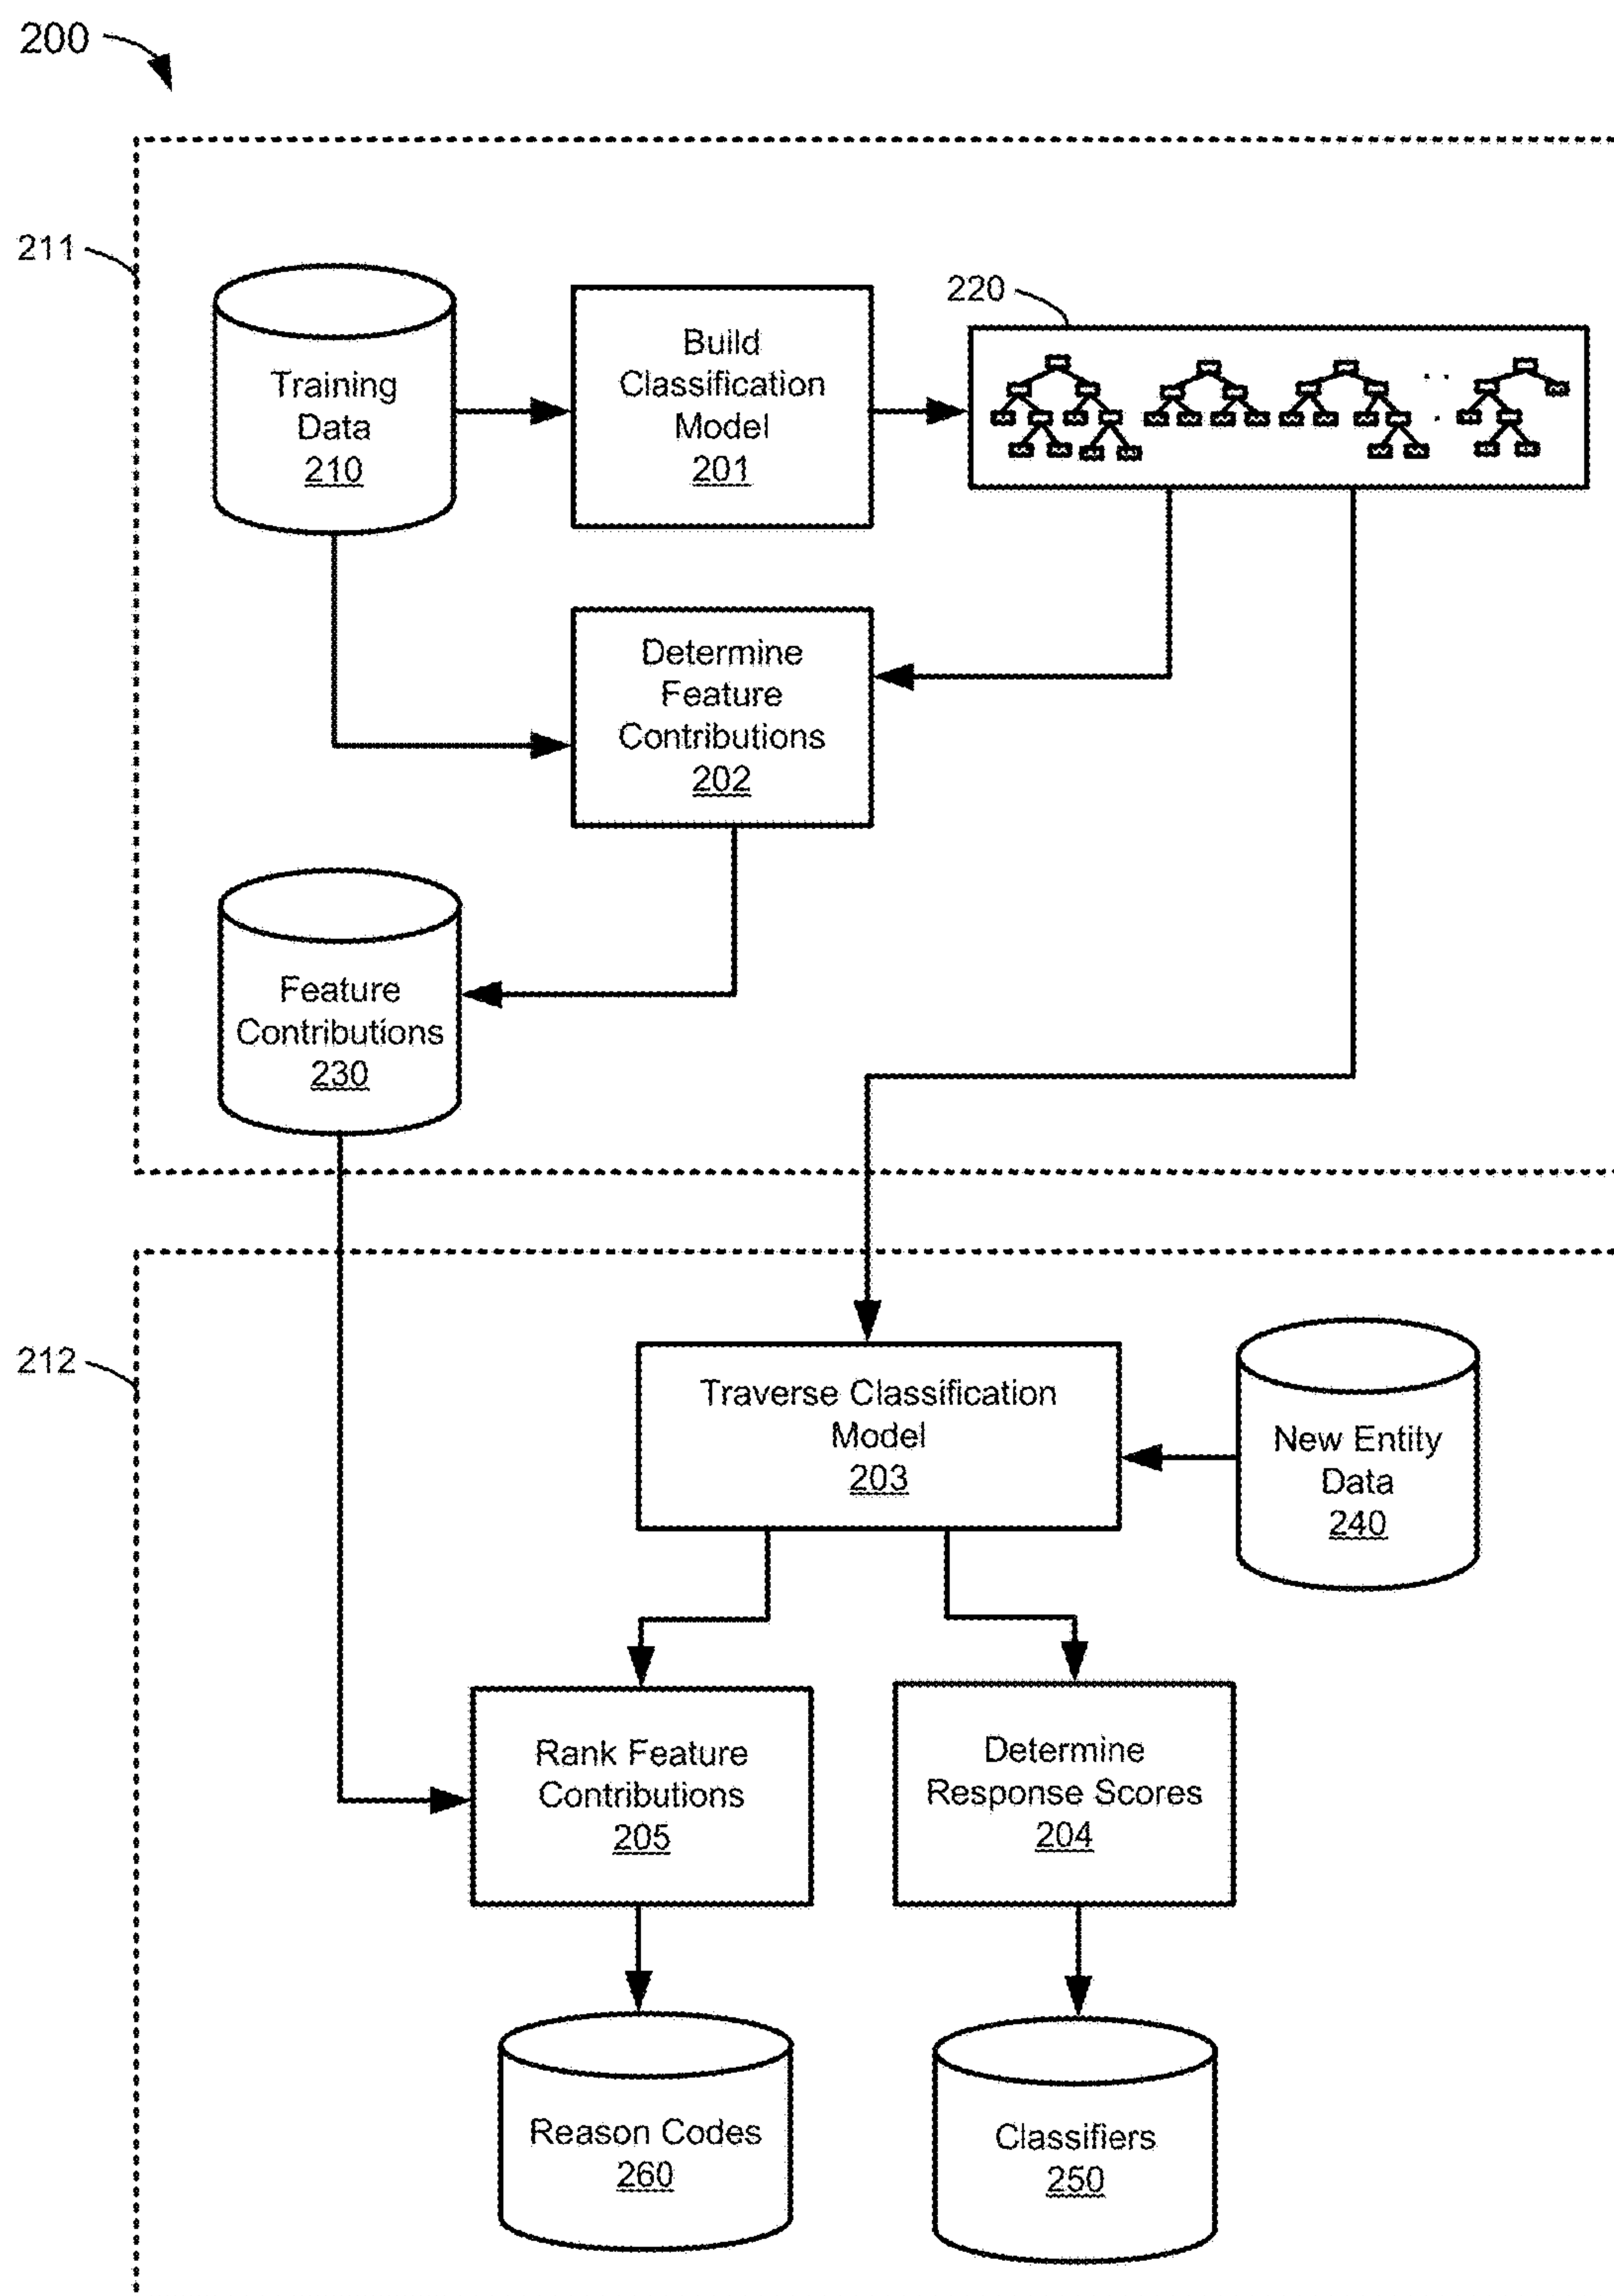 200
211
220
Training
Data
210
Build
Classification
Model
201
Determine
Feature
Contributions
202
Feature
Contributions
230
212
Traverse Classification
Model
203
New Entity
Data
240
Rank Feature
Contributions
205
Determine
Response Scores
204
Reason Codes
260
Classifiers
250